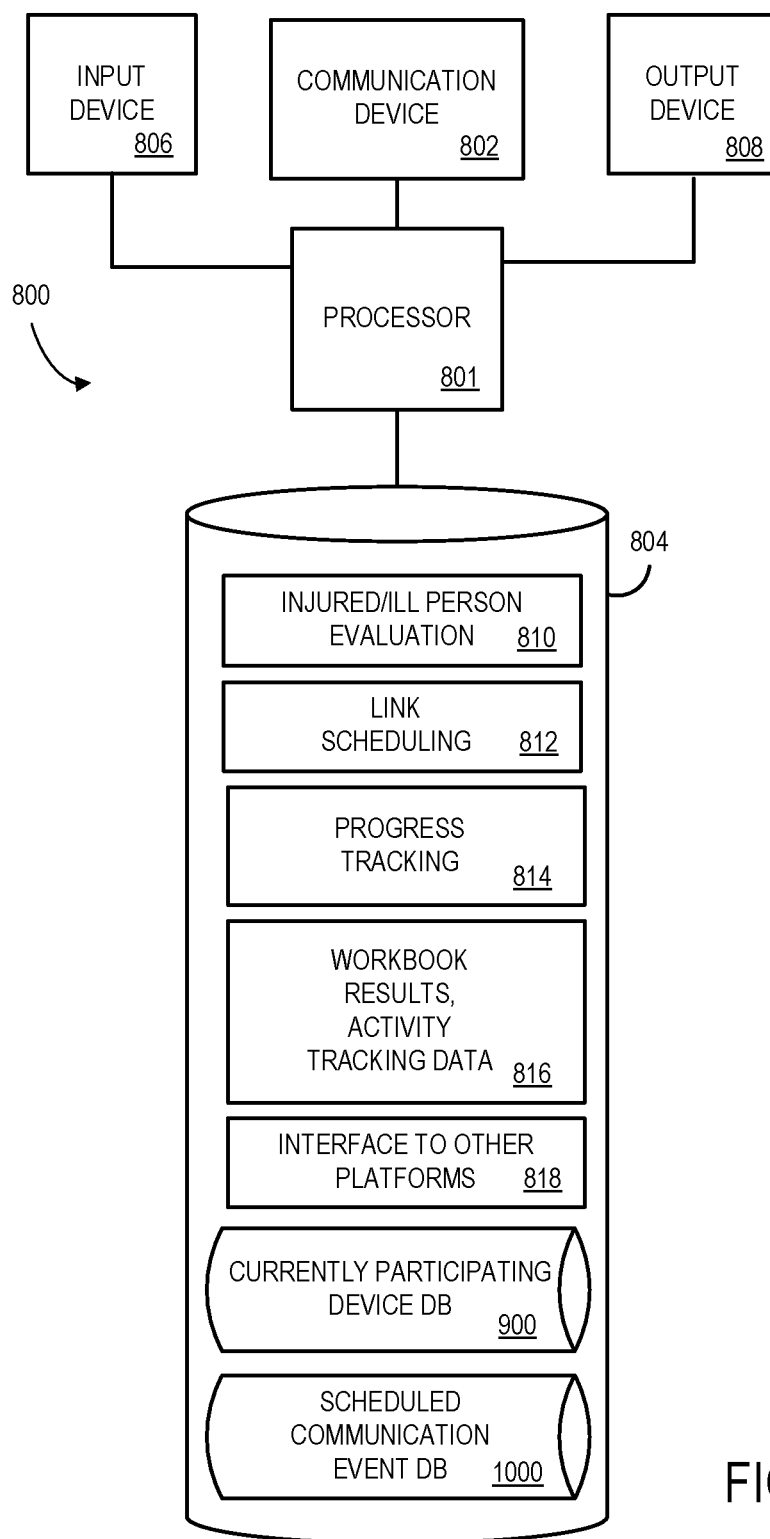 INPUT
DEVICE
806
COMMUNICATION
DEVICE
802
OUTPUT
DEVICE
808
800
PROCESSOR
801
804
INJURED/ILL PERSON
EVALUATION
810
LINK
SCHEDULING
812
PROGRESS
TRACKING
814
WORKBOOK
RESULTS,
ACTIVITY
TRACKING DATA
816
INTERFACE TO OTHER
PLATFORMS
818
CURRENTLY PARTICIPATING
DEVICE DB
900
SCHEDULED
COMMUNICATION
EVENT DB
1000